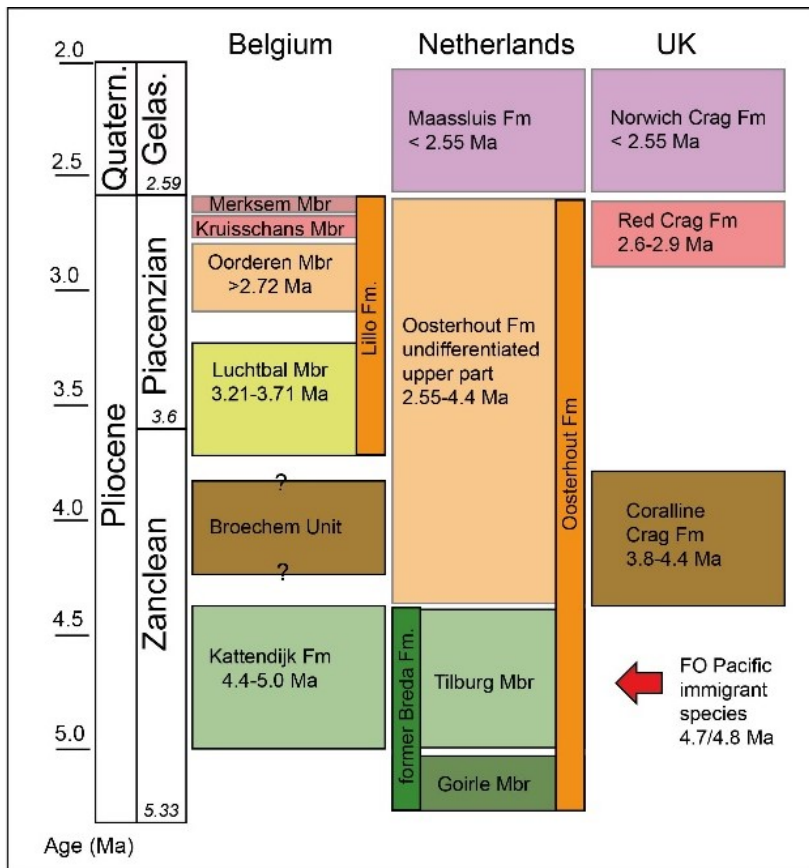 Belgium
Netherlands
UK
2.0
2.5
3.0
3.5
4.0
4.5
5.0
Age (Ma)
Quatern.
Pliocene
Gelas.
2.59
Piacenzian
3.6
Zanclean
5.33
Merksem Mbr
Kruisschans Mbr
Oorderen Mbr
>2.72 Ma
Luchtbal Mbr
3.21-3.71 Ma
Lillo Fm.
?
Broechem Unit
?
Kattendijk Fm
4.4-5.0 Ma
Maassluis Fm
< 2.55 Ma
Oosterhout Fm
undifferentiated
upper part
2.55-4.4 Ma
Oosterhout Fm
former Breda Fm.
Tilburg Mbr
Goirle Mbr
Norwich Crag Fm
< 2.55 Ma
Red Crag Fm
2.6-2.9 Ma
Coralline
Crag Fm
3.8-4.4 Ma
FO Pacific
immigrant
species
4.7/4.8 Ma